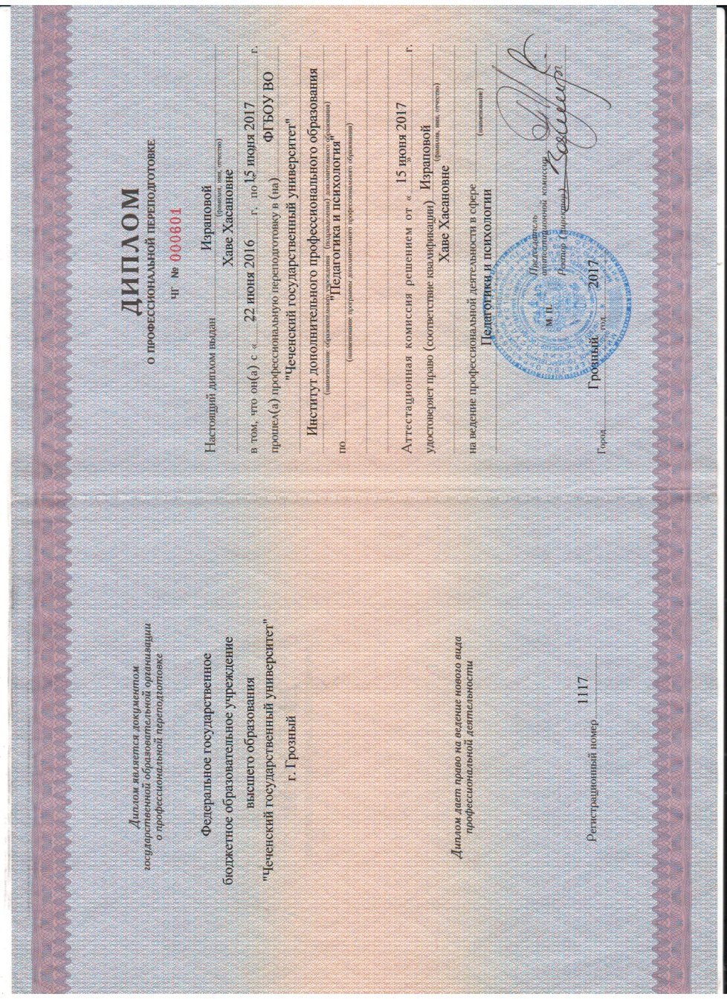 Диплом является документом
государственной образовательной организации
о профессиональной переподготовке
Федеральное государственное
бюджетное образовательное учреждение
высшего образования
"Чеченский государственный университет"
г. Грозный
Диплом дает право на ведение нового вида
профессиональной деятельности
Регистрационный номер 1117
ДИПЛОМ
О ПРОФЕССИОНАЛЬНОЙ ПЕРЕПОДГОТОВКЕ
ЧГ № 000601
Настоящий диплом выдан Израповой
(фамилия, имя, отчество)
Хаве Хасановне
в том, что он(а) с « 22 июня 2016 г. по 15 июня 2017 г.
прошел(а) профессиональную переподготовку в (на) ФГБОУ ВО
"Чеченский государственный университет"
Институт дополнительного профессионального образования
(наименование образовательного учреждения (подразделения) дополнительного образования)
по "Педагогика и психология"
(наименование программы дополнительного профессионального образования)
Аттестационная комиссия решением от « 15 » июня 2017 г.
удостоверяет право (соответствие квалификации) Израповой
(фамилия, имя, отчество)
Хаве Хасановне
на ведение профессиональной деятельности в сфере
(наименование)
Педагогики и психологии
Председатель
аттестационной комиссии
М. П.
Ректор (директор)
Город Грозный год 2017